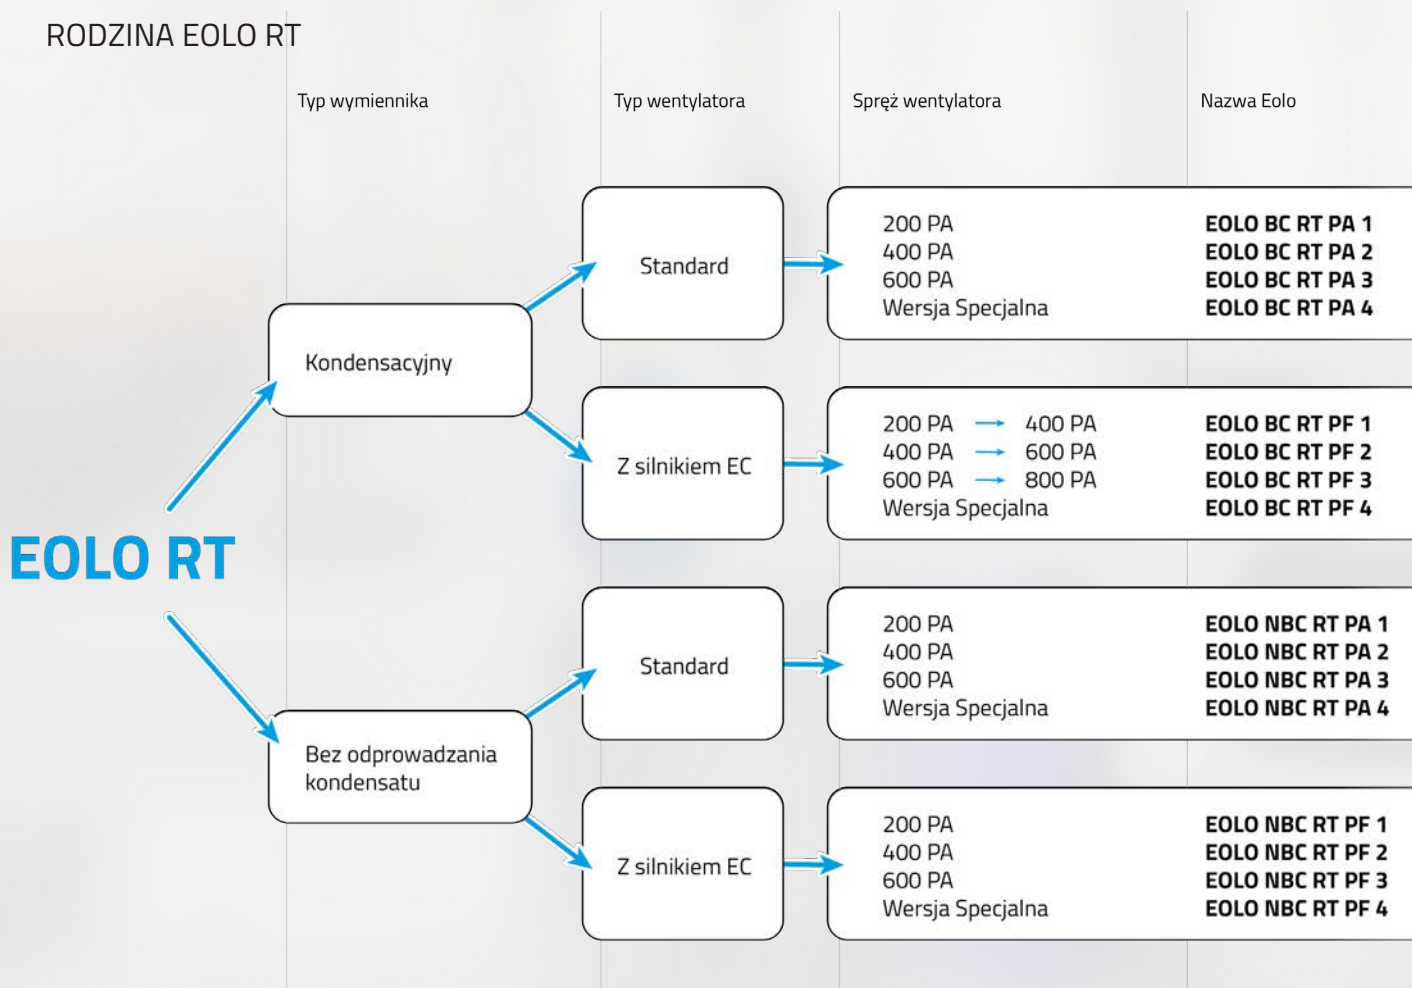 RODZINA EOLO RT
Typ wymiennika
Typ wentylatora
Spręż wentylatora
Nazwa Eolo
EOLO RT
Kondensacyjny
Standard
200 PA EOLO BC RT PA 1
400 PA EOLO BC RT PA 2
600 PA EOLO BC RT PA 3
Wersja Specjalna EOLO BC RT PA 4
Z silnikiem EC
200 PA → 400 PA EOLO BC RT PF 1
400 PA → 600 PA EOLO BC RT PF 2
600 PA → 800 PA EOLO BC RT PF 3
Wersja Specjalna EOLO BC RT PF 4
Bez odprowadzania
kondensatu
Standard
200 PA EOLO NBC RT PA 1
400 PA EOLO NBC RT PA 2
600 PA EOLO NBC RT PA 3
Wersja Specjalna EOLO NBC RT PA 4
Z silnikiem EC
200 PA EOLO NBC RT PF 1
400 PA EOLO NBC RT PF 2
600 PA EOLO NBC RT PF 3
Wersja Specjalna EOLO NBC RT PF 4